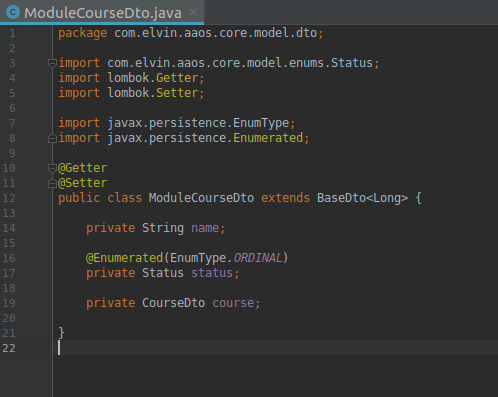 ModuleCourseDto.java
1 package com.elvin.aaos.core.model.dto;
2
3 import com.elvin.aaos.core.model.enums.Status;
4 import lombok.Getter;
5 import lombok.Setter;
6
7 import javax.persistence.EnumType;
8 import javax.persistence.Enumerated;
9
10 @Getter
11 @Setter
12 public class ModuleCourseDto extends BaseDto<Long> {
13
14     private String name;
15
16     @Enumerated(EnumType.ORDINAL)
17     private Status status;
18
19     private CourseDto course;
20
21 }
22